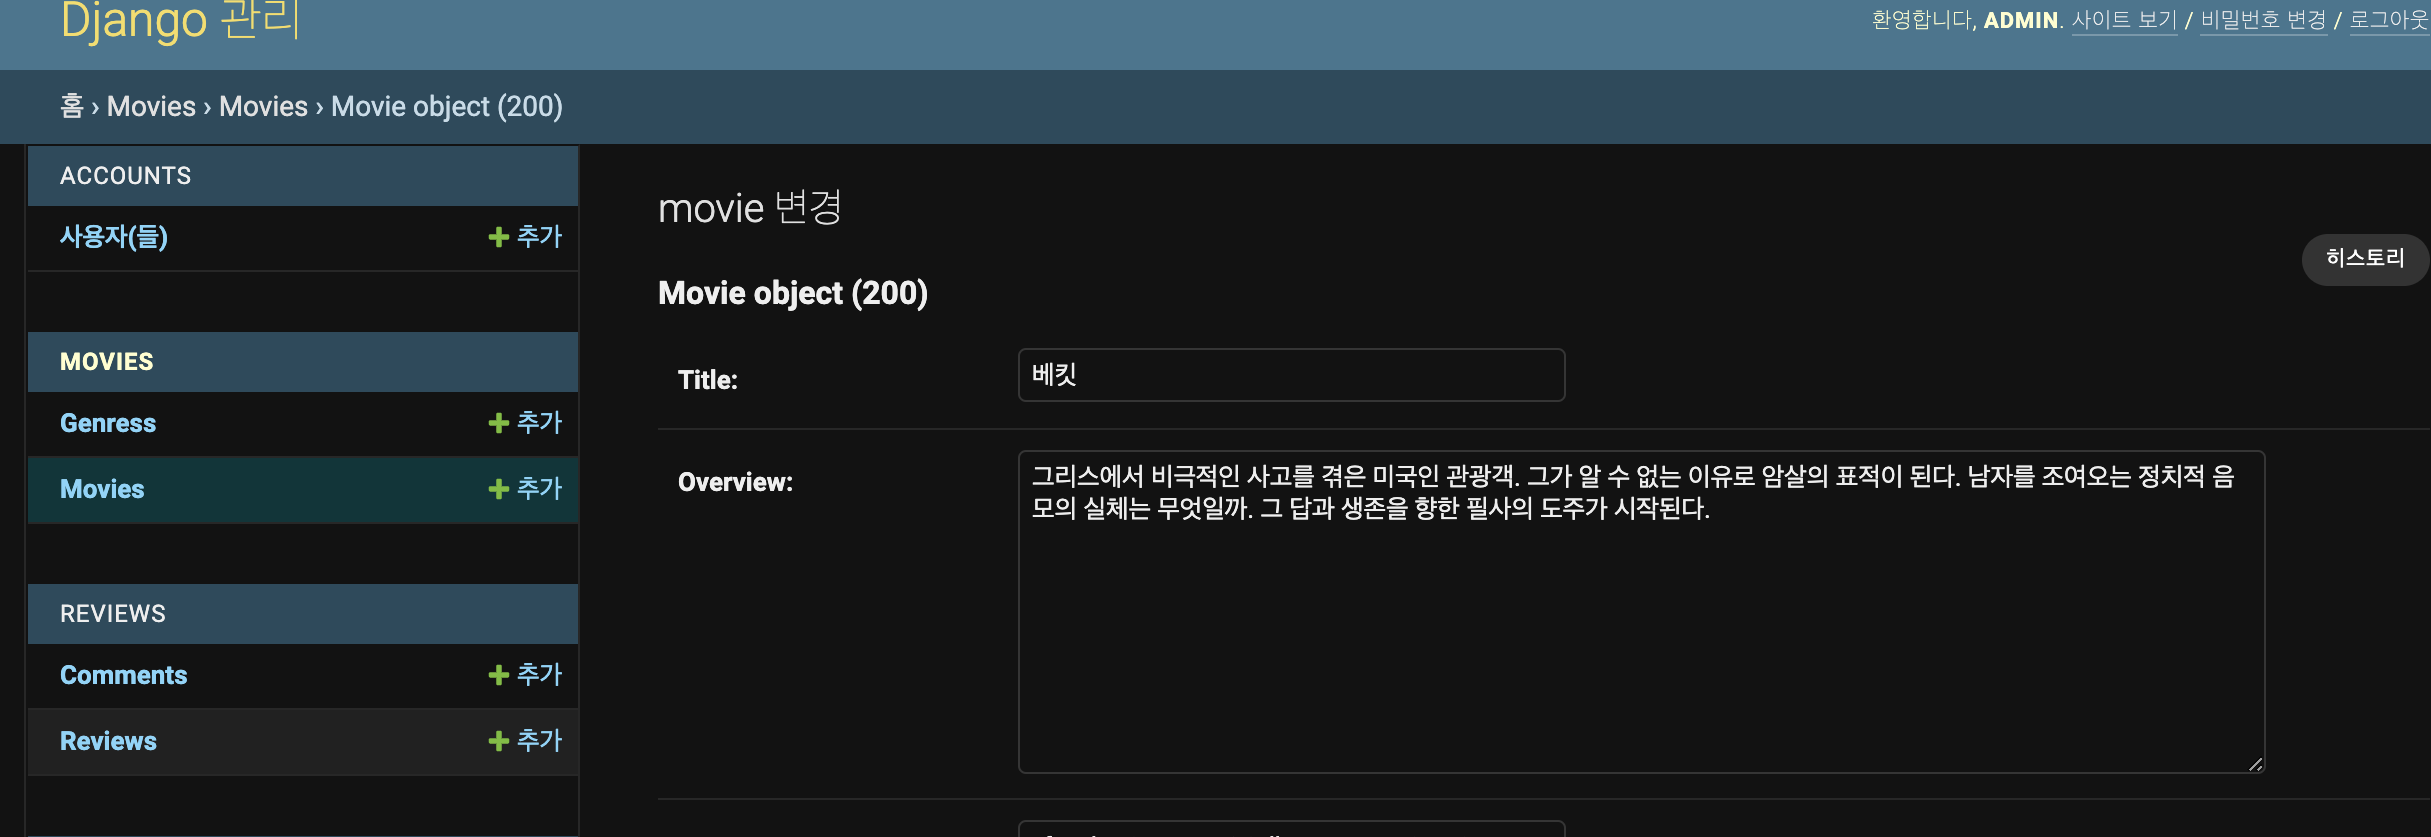 Django 관리
환영합니다, ADMIN. 사이트 보기 / 비밀번호 변경 / 로그아웃
홈 › Movies › Movies › Movie object (200)
ACCOUNTS
사용자(들) 추가
MOVIES
Genress 추가
Movies 추가
REVIEWS
Comments 추가
Reviews 추가
movie 변경
히스토리
Movie object (200)
Title: 베킷
Overview: 그리스에서 비극적인 사고를 겪은 미국인 관광객. 그가 알 수 없는 이유로 암살의 표적이 된다. 남자를 조여오는 정치적 음
모의 실체는 무엇일까. 그 답과 생존을 향한 필사의 도주가 시작된다.